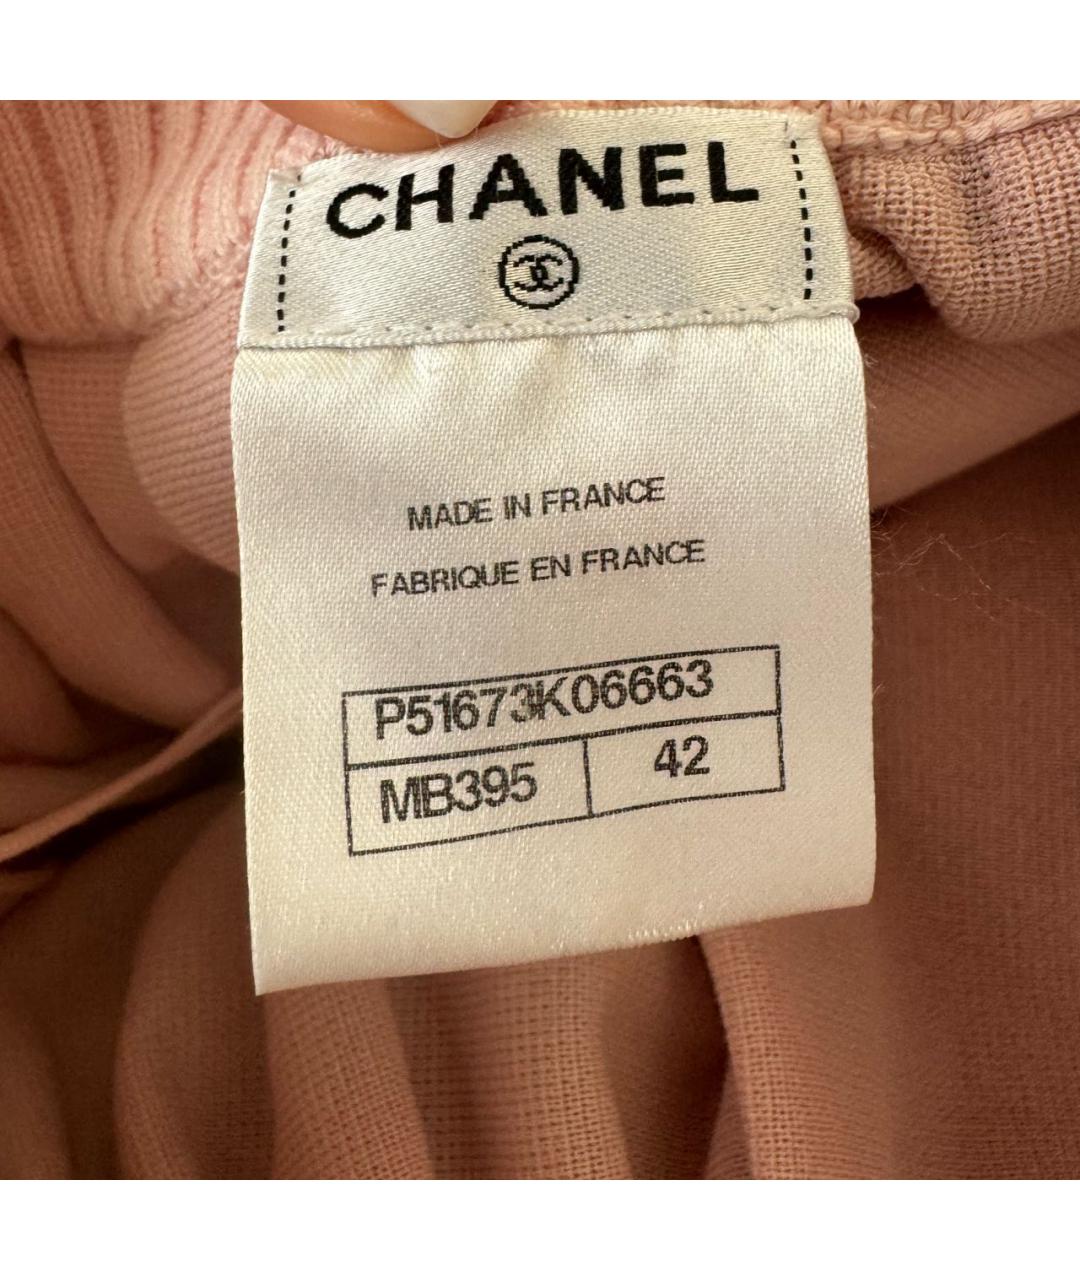 CHANEL
MADE IN FRANCE
FABRIQUE EN FRANCE
P51673K06663
MB395 42